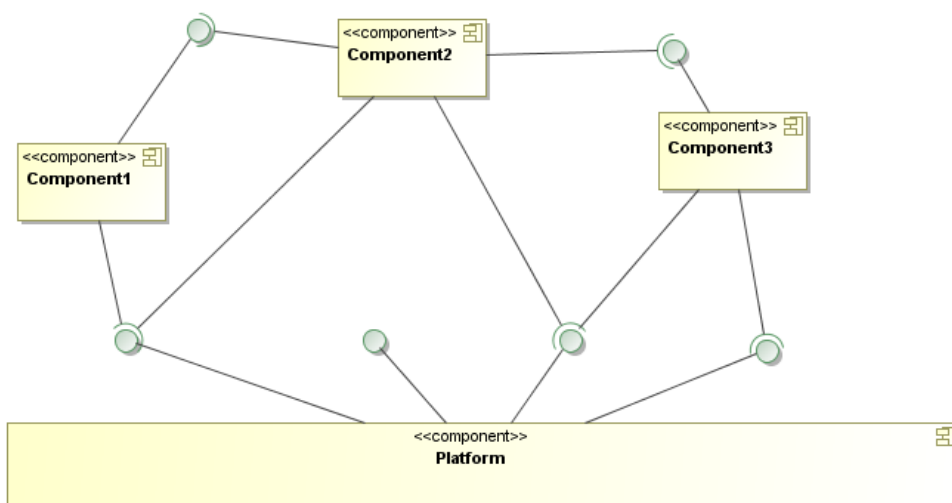 <<component>>
Component2
<<component>>
Component3
<<component>>
Component1
<<component>>
Platform